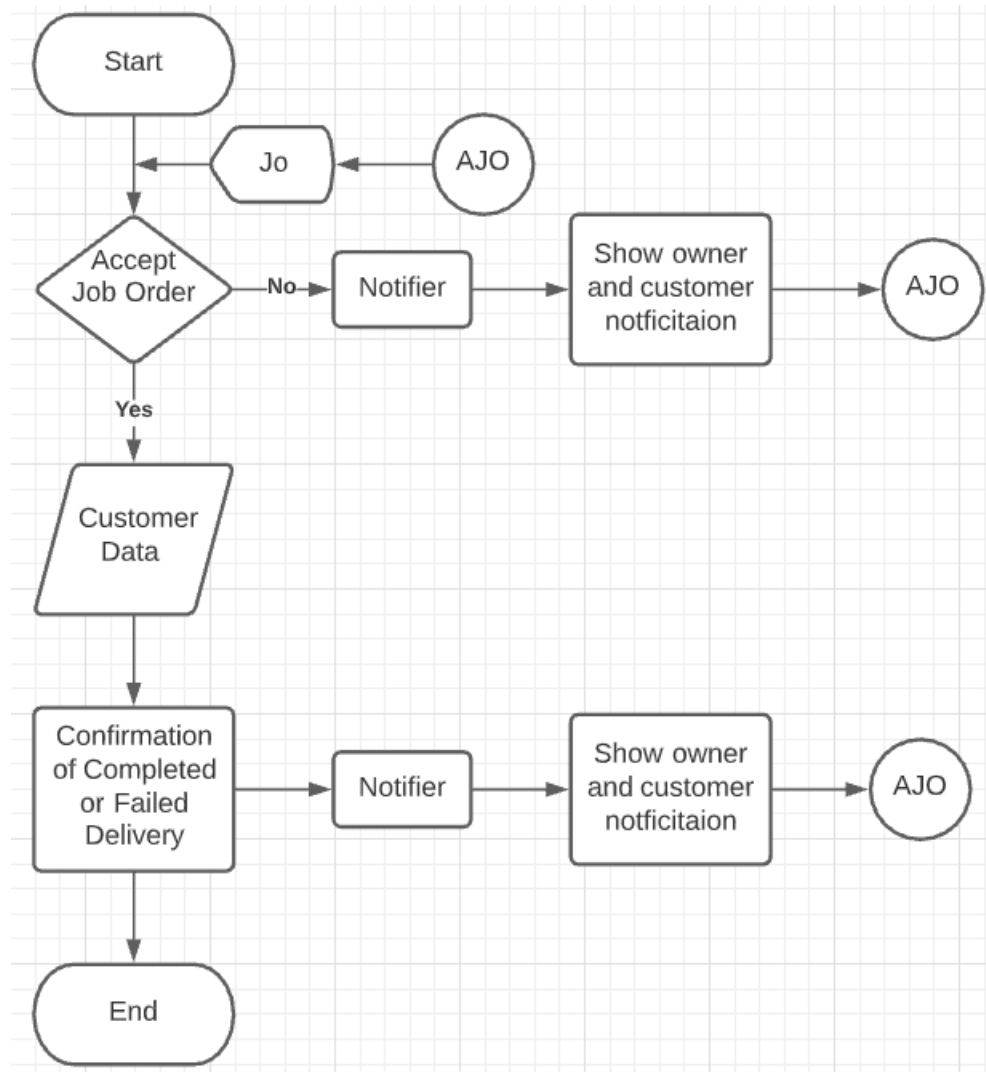 Start
Jo
AJO
Accept
Job Order
No
Notifier
Show owner
and customer
notficitaion
AJO
Yes
Customer
Data
Confirmation
of Completed
or Failed
Delivery
Notifier
Show owner
and customer
notficitaion
AJO
End